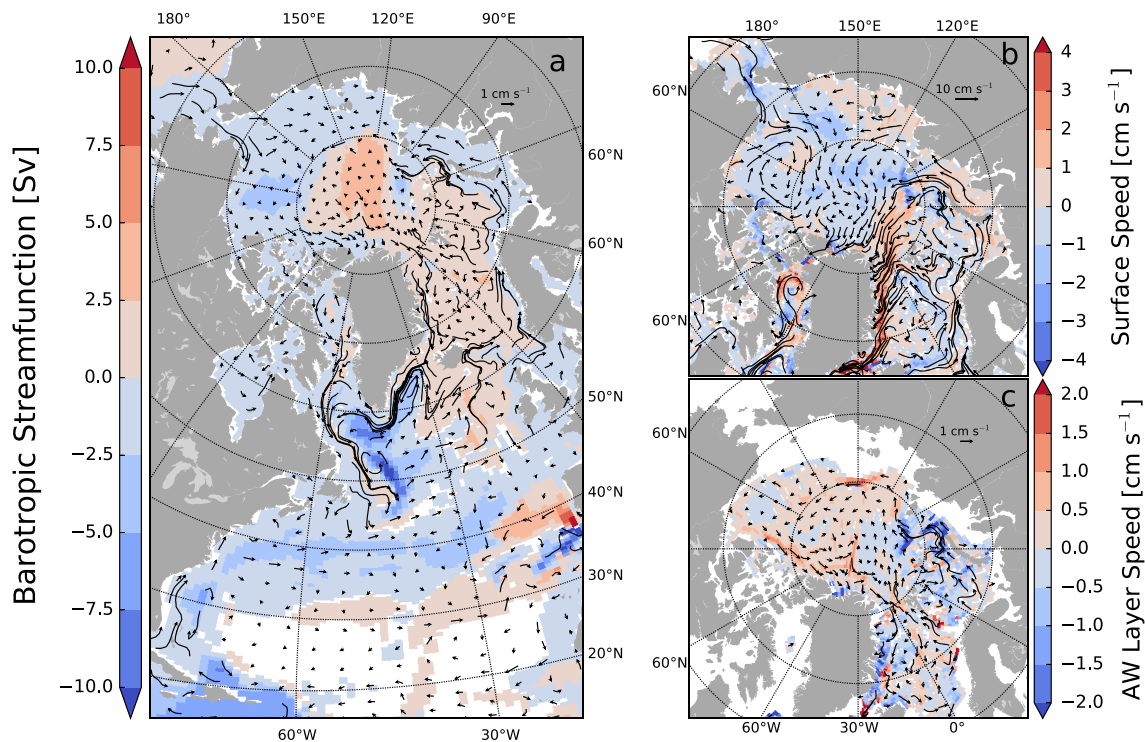 180°
150°E
120°E
90°E
a
1 cm s⁻¹
60°N
60°N
50°N
40°N
30°N
20°N
60°W
30°W
Barotropic Streamfunction [Sv]
10.0
7.5
5.0
2.5
0.0
−2.5
−5.0
−7.5
−10.0
180°
150°W
120°E
b
10 cm s⁻¹
60°N
60°N
60°N
4
3
2
1
0
−1
−2
−3
−4
Surface Speed [cm s⁻¹]
c
1 cm s⁻¹
60°N
60°N
60°N
60°W
30°W
0°
2.0
1.5
1.0
0.5
0.0
−0.5
−1.0
−1.5
−2.0
AW Layer Speed [cm s⁻¹]